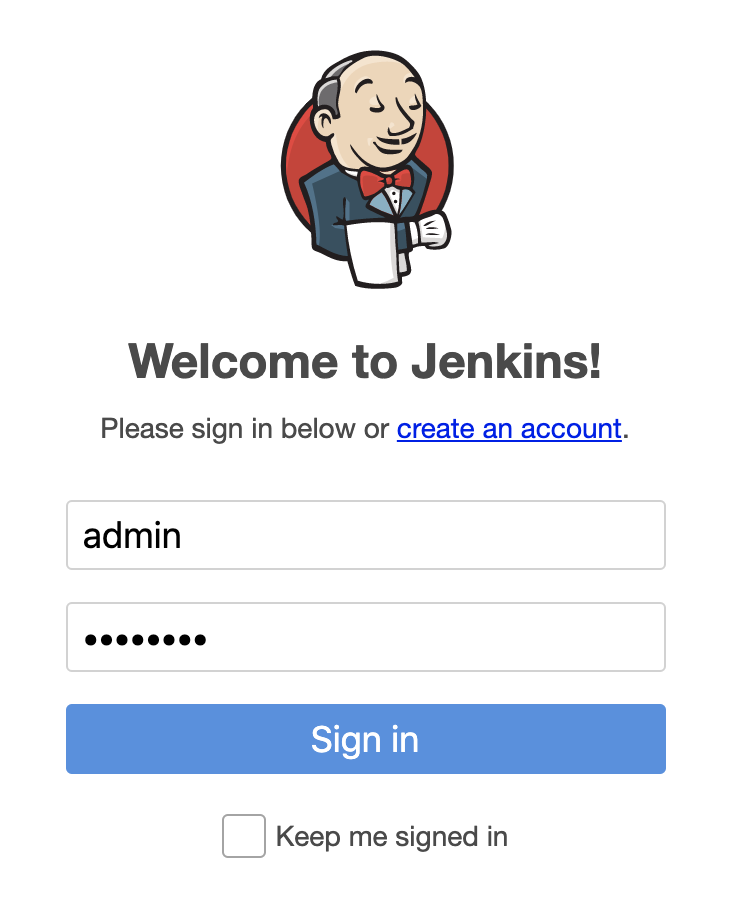 Welcome to Jenkins!
Please sign in below or create an account.
admin
••••••••
Sign in
Keep me signed in